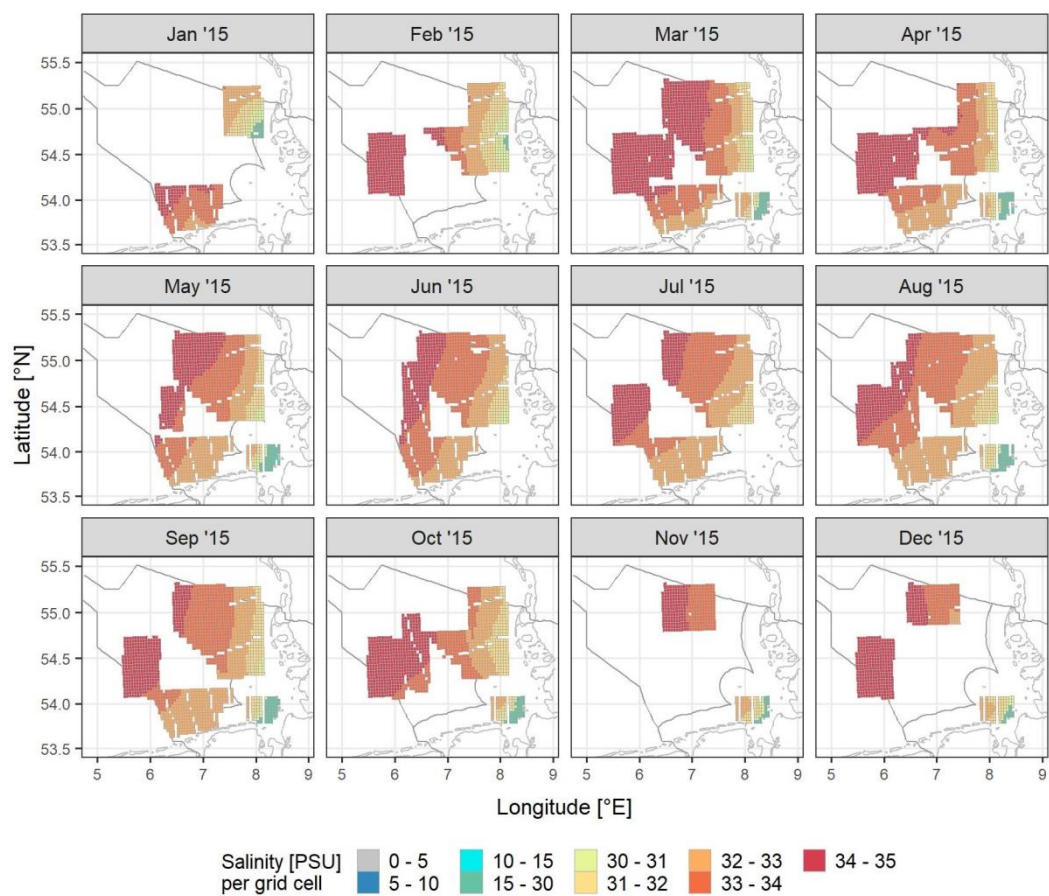 Jan '15 Feb '15 Mar '15 Apr '15
55.5
55.0
54.5
54.0
53.5
May '15 Jun '15 Jul '15 Aug '15
55.5
55.0
54.5
54.0
53.5
Sep '15 Oct '15 Nov '15 Dec '15
55.5
55.0
54.5
54.0
53.5
5 6 7 8 9 5 6 7 8 9 5 6 7 8 9 5 6 7 8 9
Latitude [°N]
Longitude [°E]
Salinity [PSU] 0 - 5 10 - 15 30 - 31 32 - 33 34 - 35
per grid cell 5 - 10 15 - 30 31 - 32 33 - 34